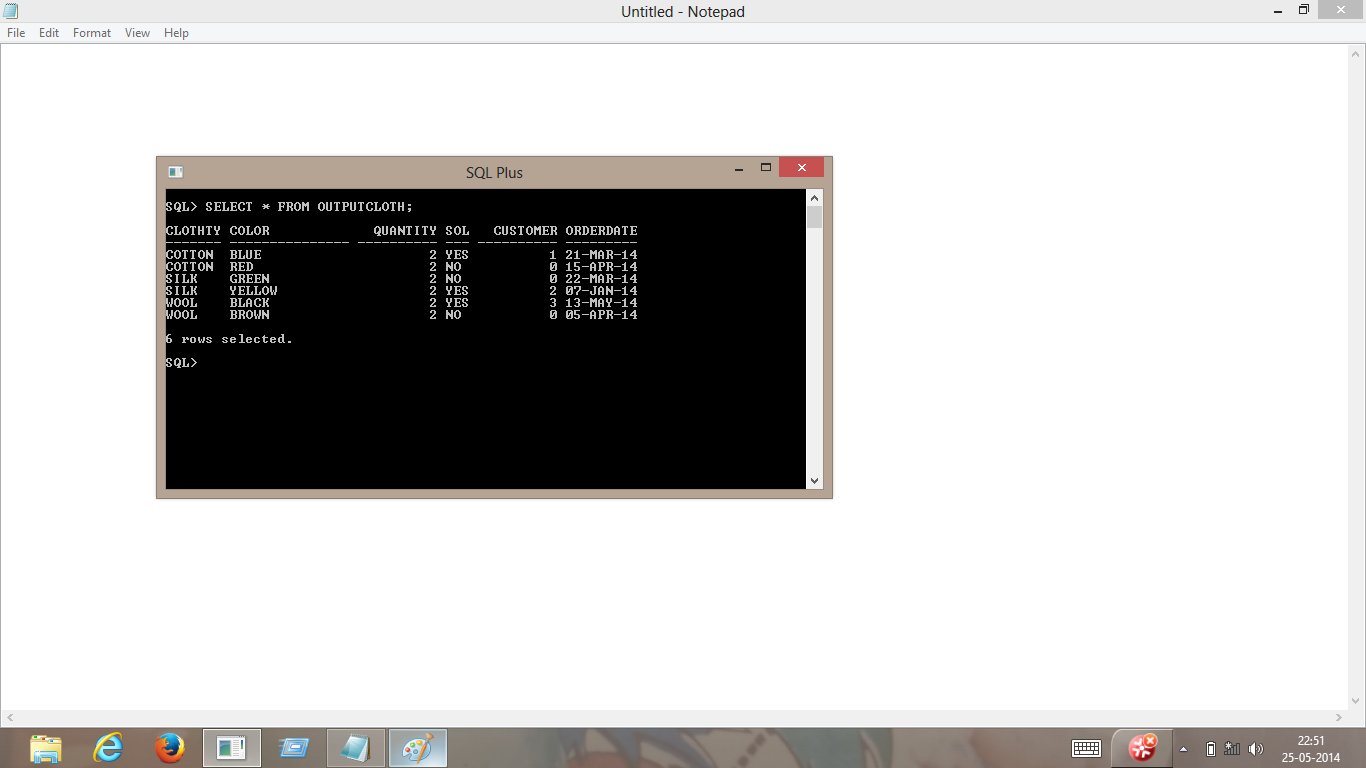 Untitled - Notepad
File Edit Format View Help
SQL Plus
SQL> SELECT * FROM OUTPUTCLOTH;
CLOTHTY COLOR QUANTITY SOL CUSTOMER ORDERDATE
------- --------------- ---------- --- ---------- ---------
COTTON BLUE 2 YES 1 21-MAR-14
COTTON RED 2 NO 0 15-APR-14
SILK GREEN 2 NO 0 22-MAR-14
SILK YELLOW 2 YES 2 07-JAN-14
WOOL BLACK 2 YES 3 13-MAY-14
WOOL BROWN 2 NO 0 05-APR-14
6 rows selected.
SQL>
22:51
25-05-2014